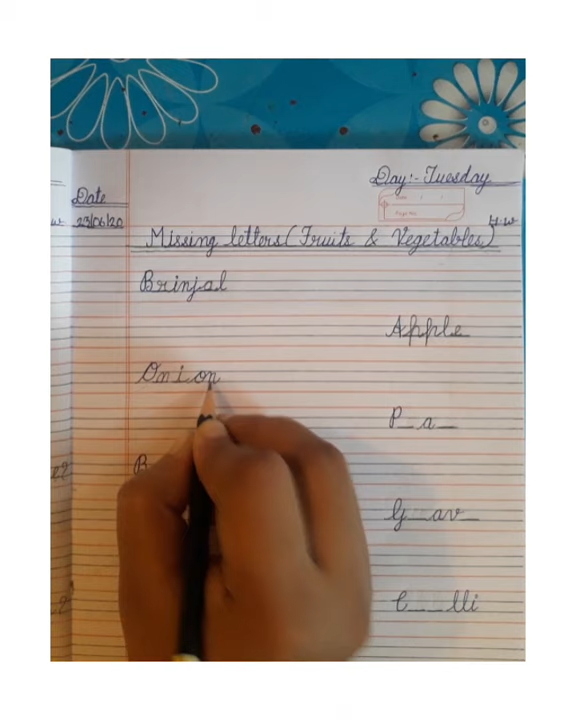 Day:- Tuesday
Date
23/06/20
H.W
Missing letters (Fruits & Vegetables)
Brinjal
Apple
Onion
P_a_
B
G_av_
C__lli